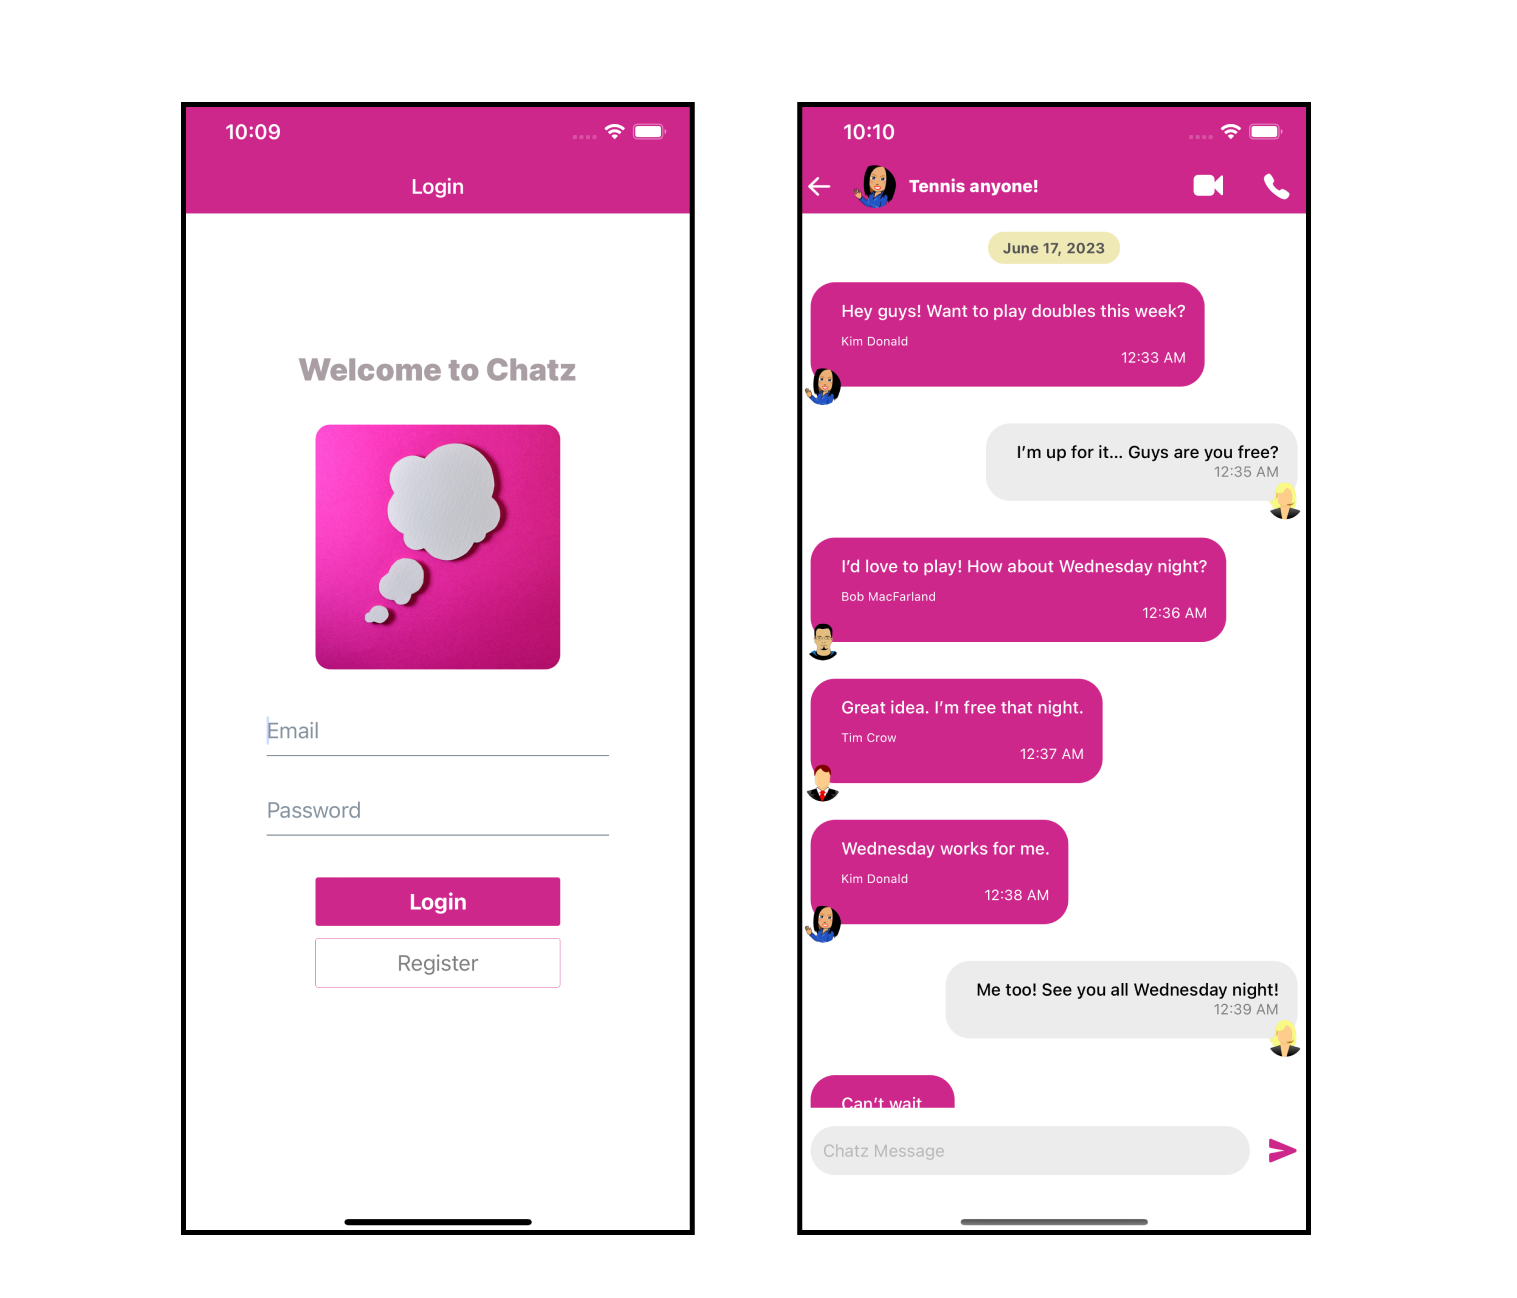 10:09
Login
Welcome to Chatz
Email
Password
Login
Register
10:10
Tennis anyone!
June 17, 2023
Hey guys! Want to play doubles this week?
Kim Donald
12:33 AM
I’m up for it... Guys are you free?
12:35 AM
I’d love to play! How about Wednesday night?
Bob MacFarland
12:36 AM
Great idea. I’m free that night.
Tim Crow
12:37 AM
Wednesday works for me.
Kim Donald
12:38 AM
Me too! See you all Wednesday night!
12:39 AM
Can’t wait
Chatz Message